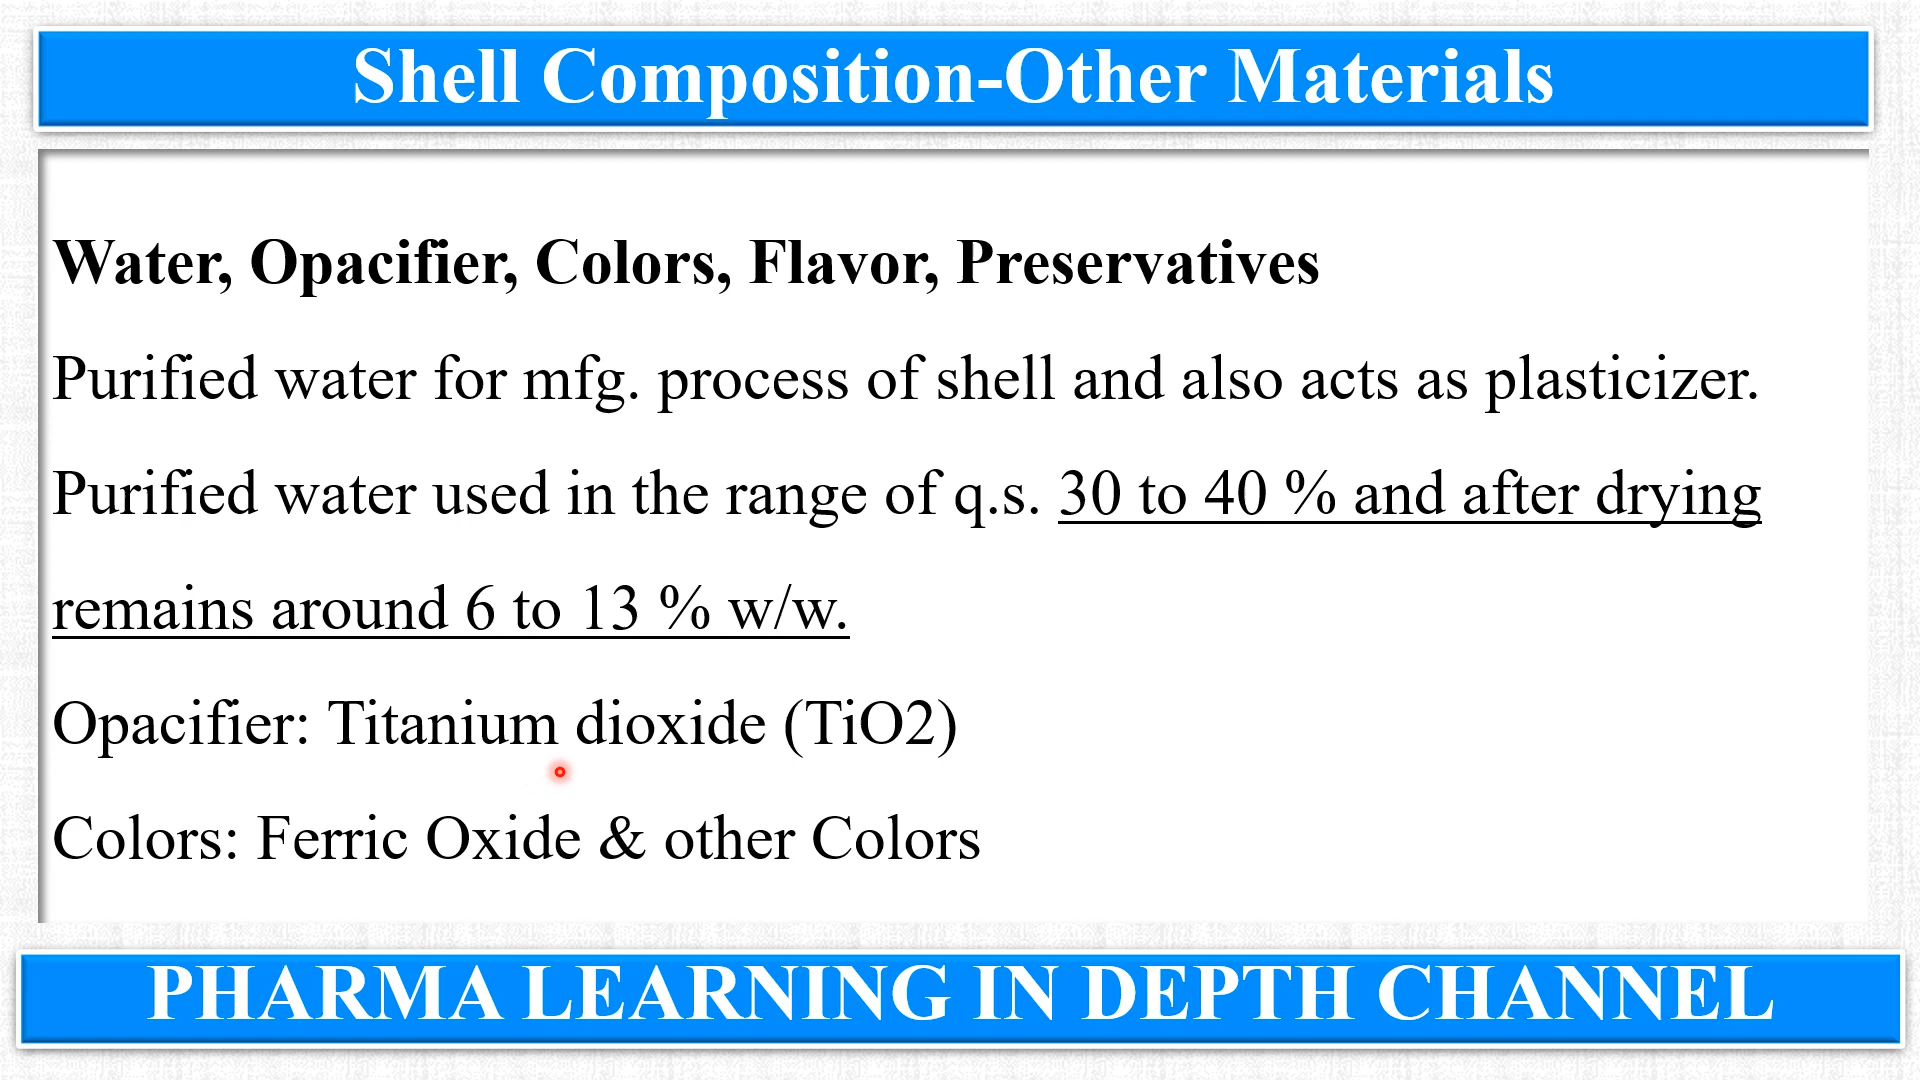 Shell Composition-Other Materials
Water, Opacifier, Colors, Flavor, Preservatives
Purified water for mfg. process of shell and also acts as plasticizer.
Purified water used in the range of q.s. 30 to 40 % and after drying
remains around 6 to 13 % w/w.
Opacifier: Titanium dioxide (TiO2)
Colors: Ferric Oxide & other Colors
PHARMA LEARNING IN DEPTH CHANNEL